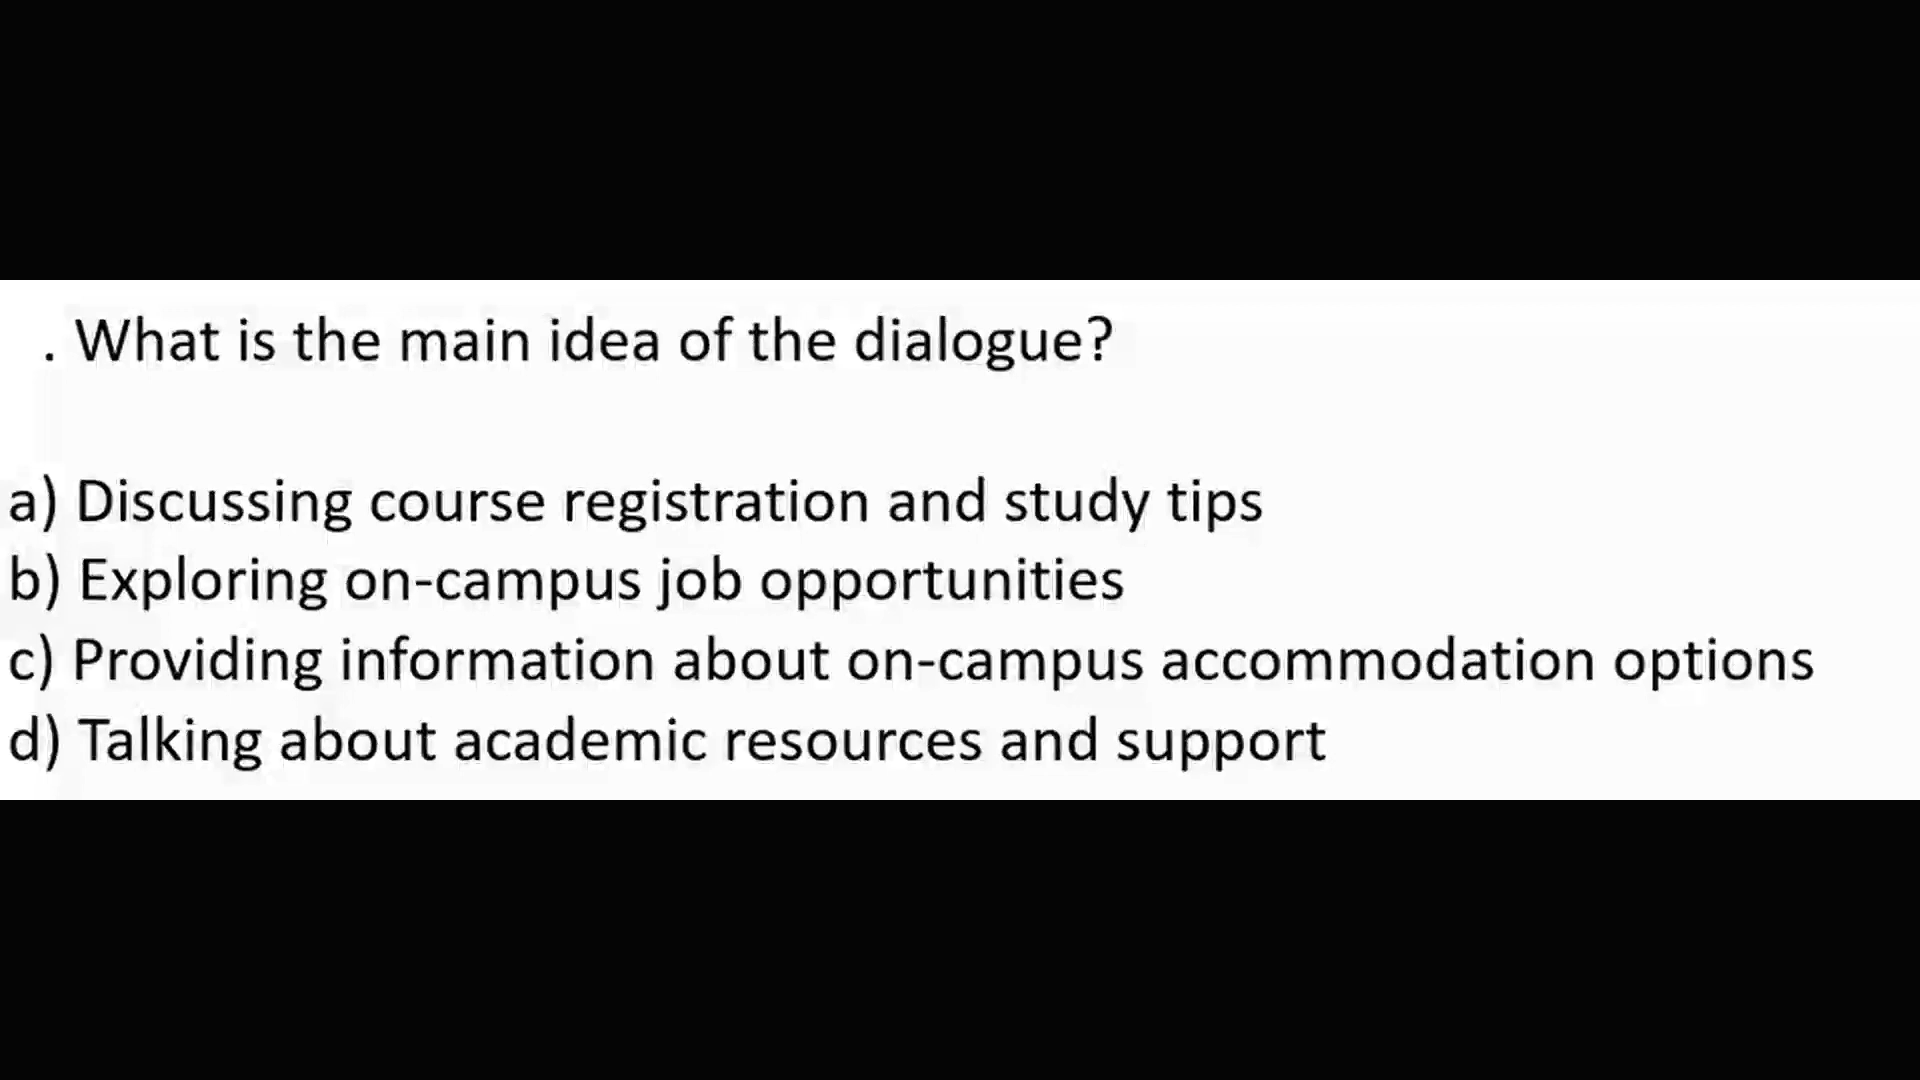 . What is the main idea of the dialogue?
a) Discussing course registration and study tips
b) Exploring on-campus job opportunities
c) Providing information about on-campus accommodation options
d) Talking about academic resources and support